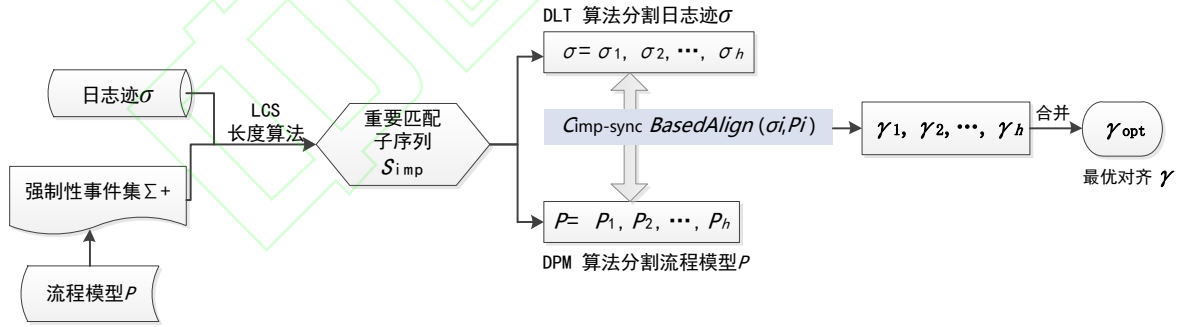 DLT 算法分割日志迹σ
σ= σ1, σ2, ···, σh
日志迹σ
LCS
长度算法
重要匹配
子序列
Simp
Cimp-sync BasedAlign (σi,Pi)
γ1, γ2, ···, γh
合并
γopt
最优对齐 γ
强制性事件集Σ+
P= P1, P2, ···, Ph
DPM 算法分割流程模型P
流程模型P